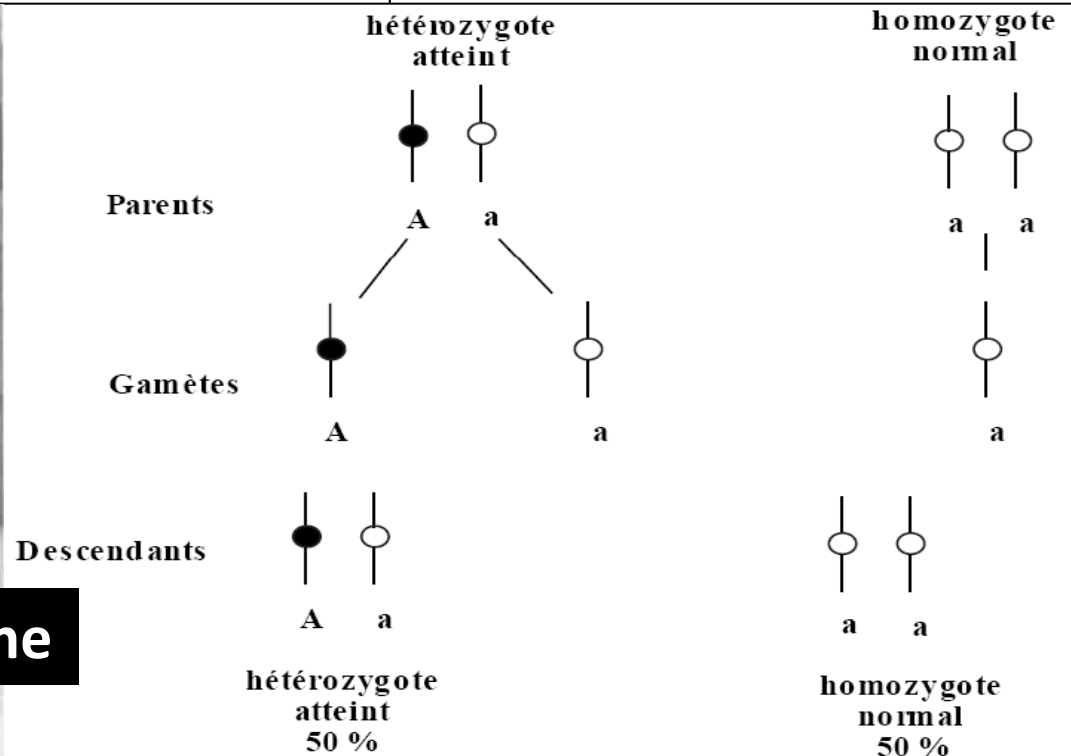 hétérozygote
atteint
homozygote
normal
Parents
A a
a a
Gamètes
A
a
a
Descendants
A a
a a
ne
hétérozygote
atteint
50 %
homozygote
normal
50 %